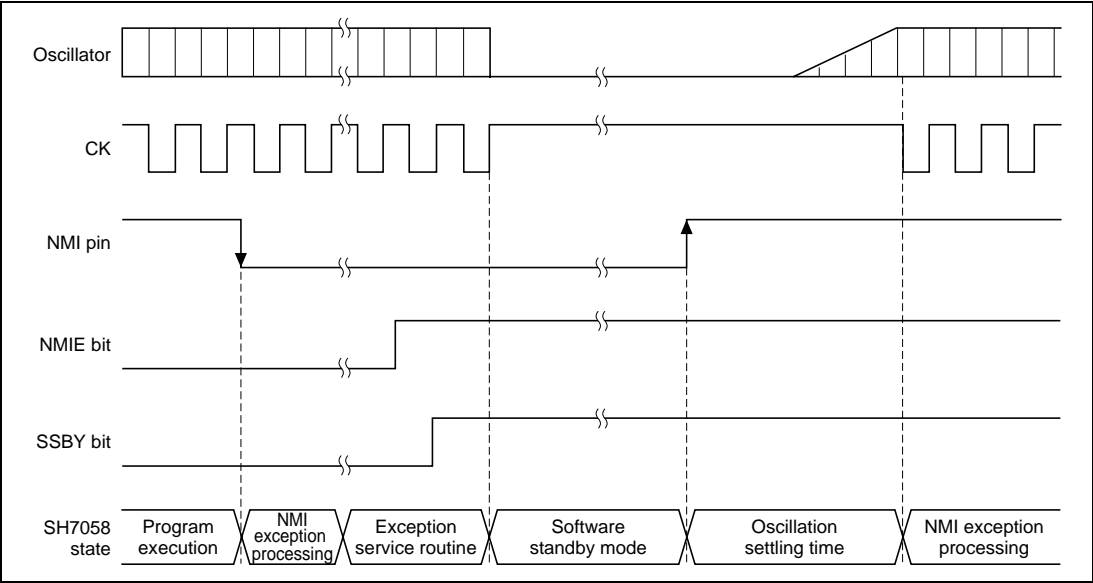 Oscillator
CK
NMI pin
NMIE bit
SSBY bit
SH7058
state
Program
execution
NMI
exception
processing
Exception
service routine
Software
standby mode
Oscillation
settling time
NMI exception
processing